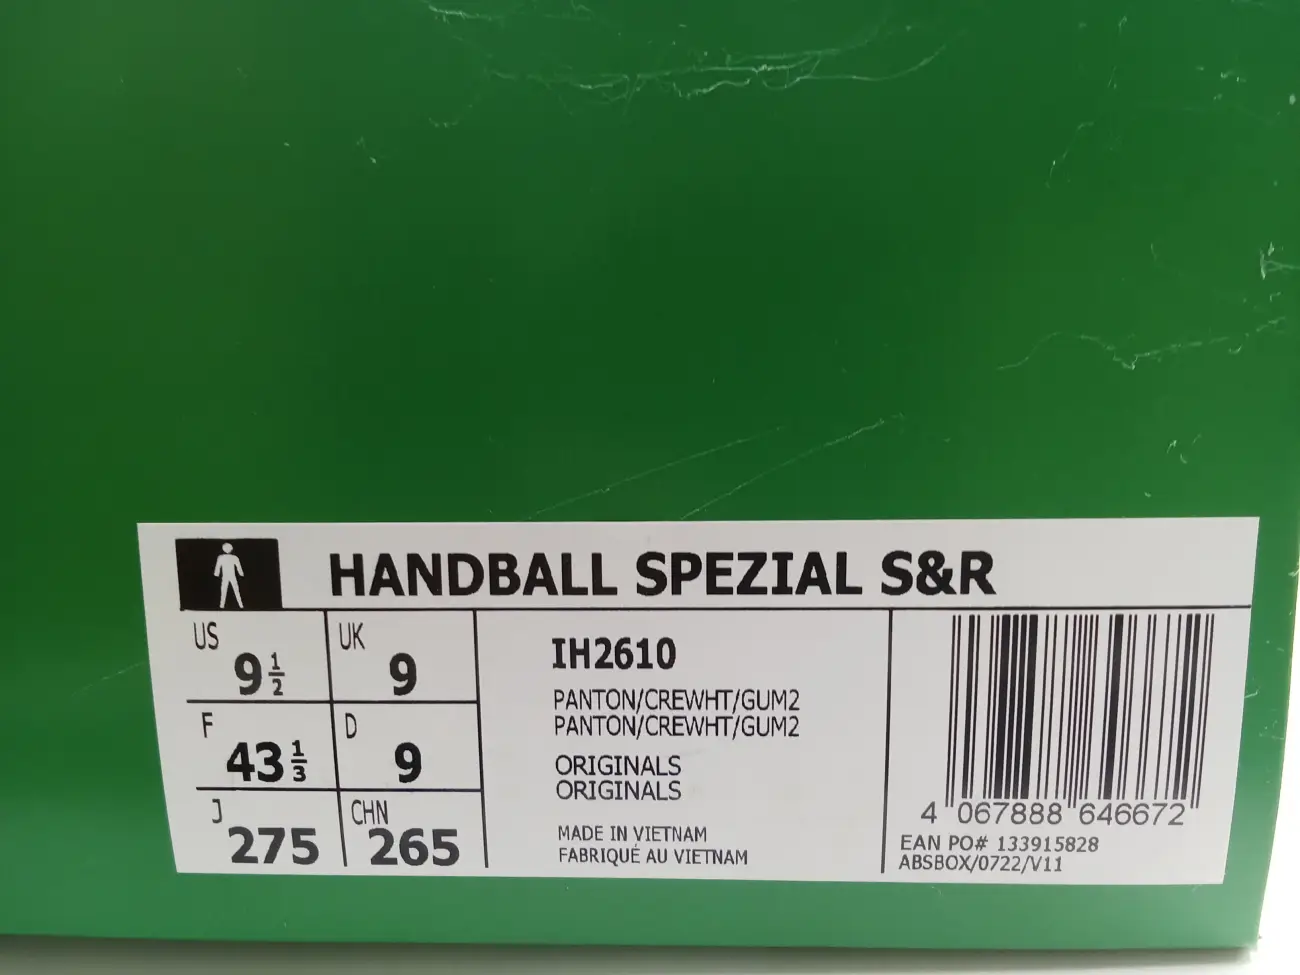 HANDBALL SPEZIAL S&R
US 9 1/2
UK 9
F 43 1/3
D 9
J 275
CHN 265
IH2610
PANTON/CREWHT/GUM2
PANTON/CREWHT/GUM2
ORIGINALS
ORIGINALS
MADE IN VIETNAM
FABRIQUÉ AU VIETNAM
4 067888 646672
EAN PO# 133915828
ABSBOX/0722/V11